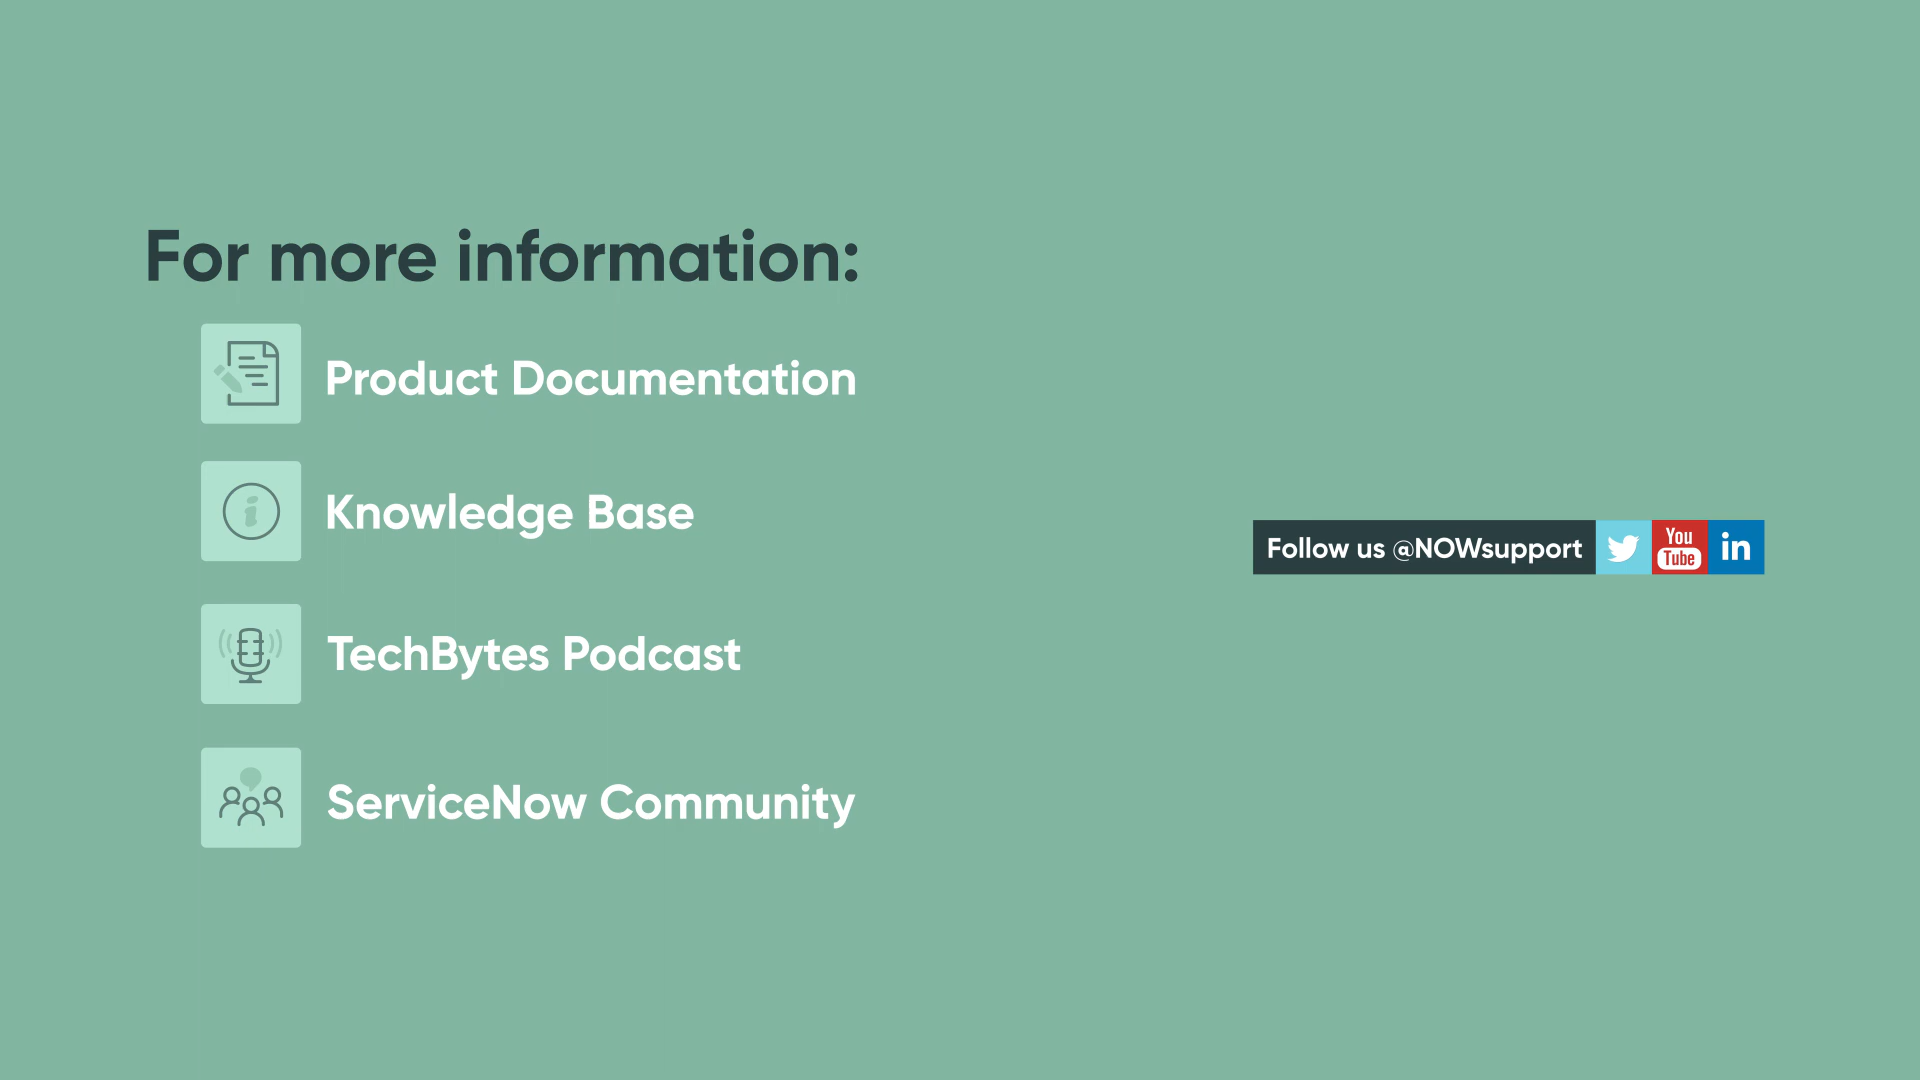 For more information:
Product Documentation
Knowledge Base
TechBytes Podcast
ServiceNow Community
Follow us @NOWsupport
You
Tube
in